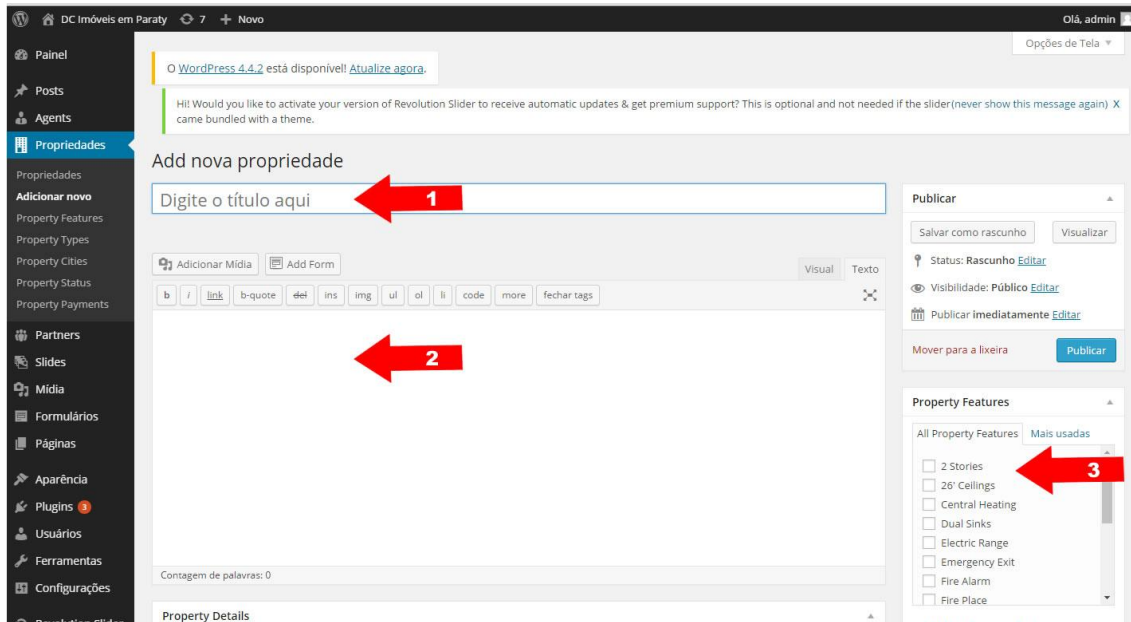 DC Imóveis em Paraty 7 + Novo Olá, admin
Opções de Tela
Painel
Posts
Agents
Propriedades
Propriedades
Adicionar novo
Property Features
Property Types
Property Cities
Property Status
Property Payments
Partners
Slides
Mídia
Formulários
Páginas
Aparência
Plugins 3
Usuários
Ferramentas
Configurações
O WordPress 4.4.2 está disponível! Atualize agora.
Hi! Would you like to activate your version of Revolution Slider to receive automatic updates & get premium support? This is optional and not needed if the slider(never show this message again) X
came bundled with a theme.
Add nova propriedade
Digite o título aqui 1
Adicionar Mídia Add Form
Visual Texto
b i link b-quote del ins img ul ol li code more fechar tags
2
Contagem de palavras: 0
Property Details
Publicar
Salvar como rascunho Visualizar
Status: Rascunho Editar
Visibilidade: Público Editar
Publicar imediatamente Editar
Mover para a lixeira Publicar
Property Features
All Property Features Mais usadas
2 Stories 3
26' Ceilings
Central Heating
Dual Sinks
Electric Range
Emergency Exit
Fire Alarm
Fire Place